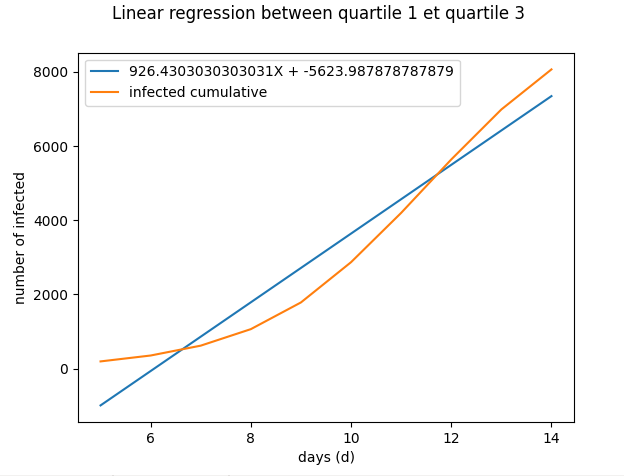 Linear regression between quartile 1 et quartile 3
926.4303030303031X + -5623.987878787879
infected cumulative
8000
6000
4000
2000
0
number of infected
6 8 10 12 14
days (d)